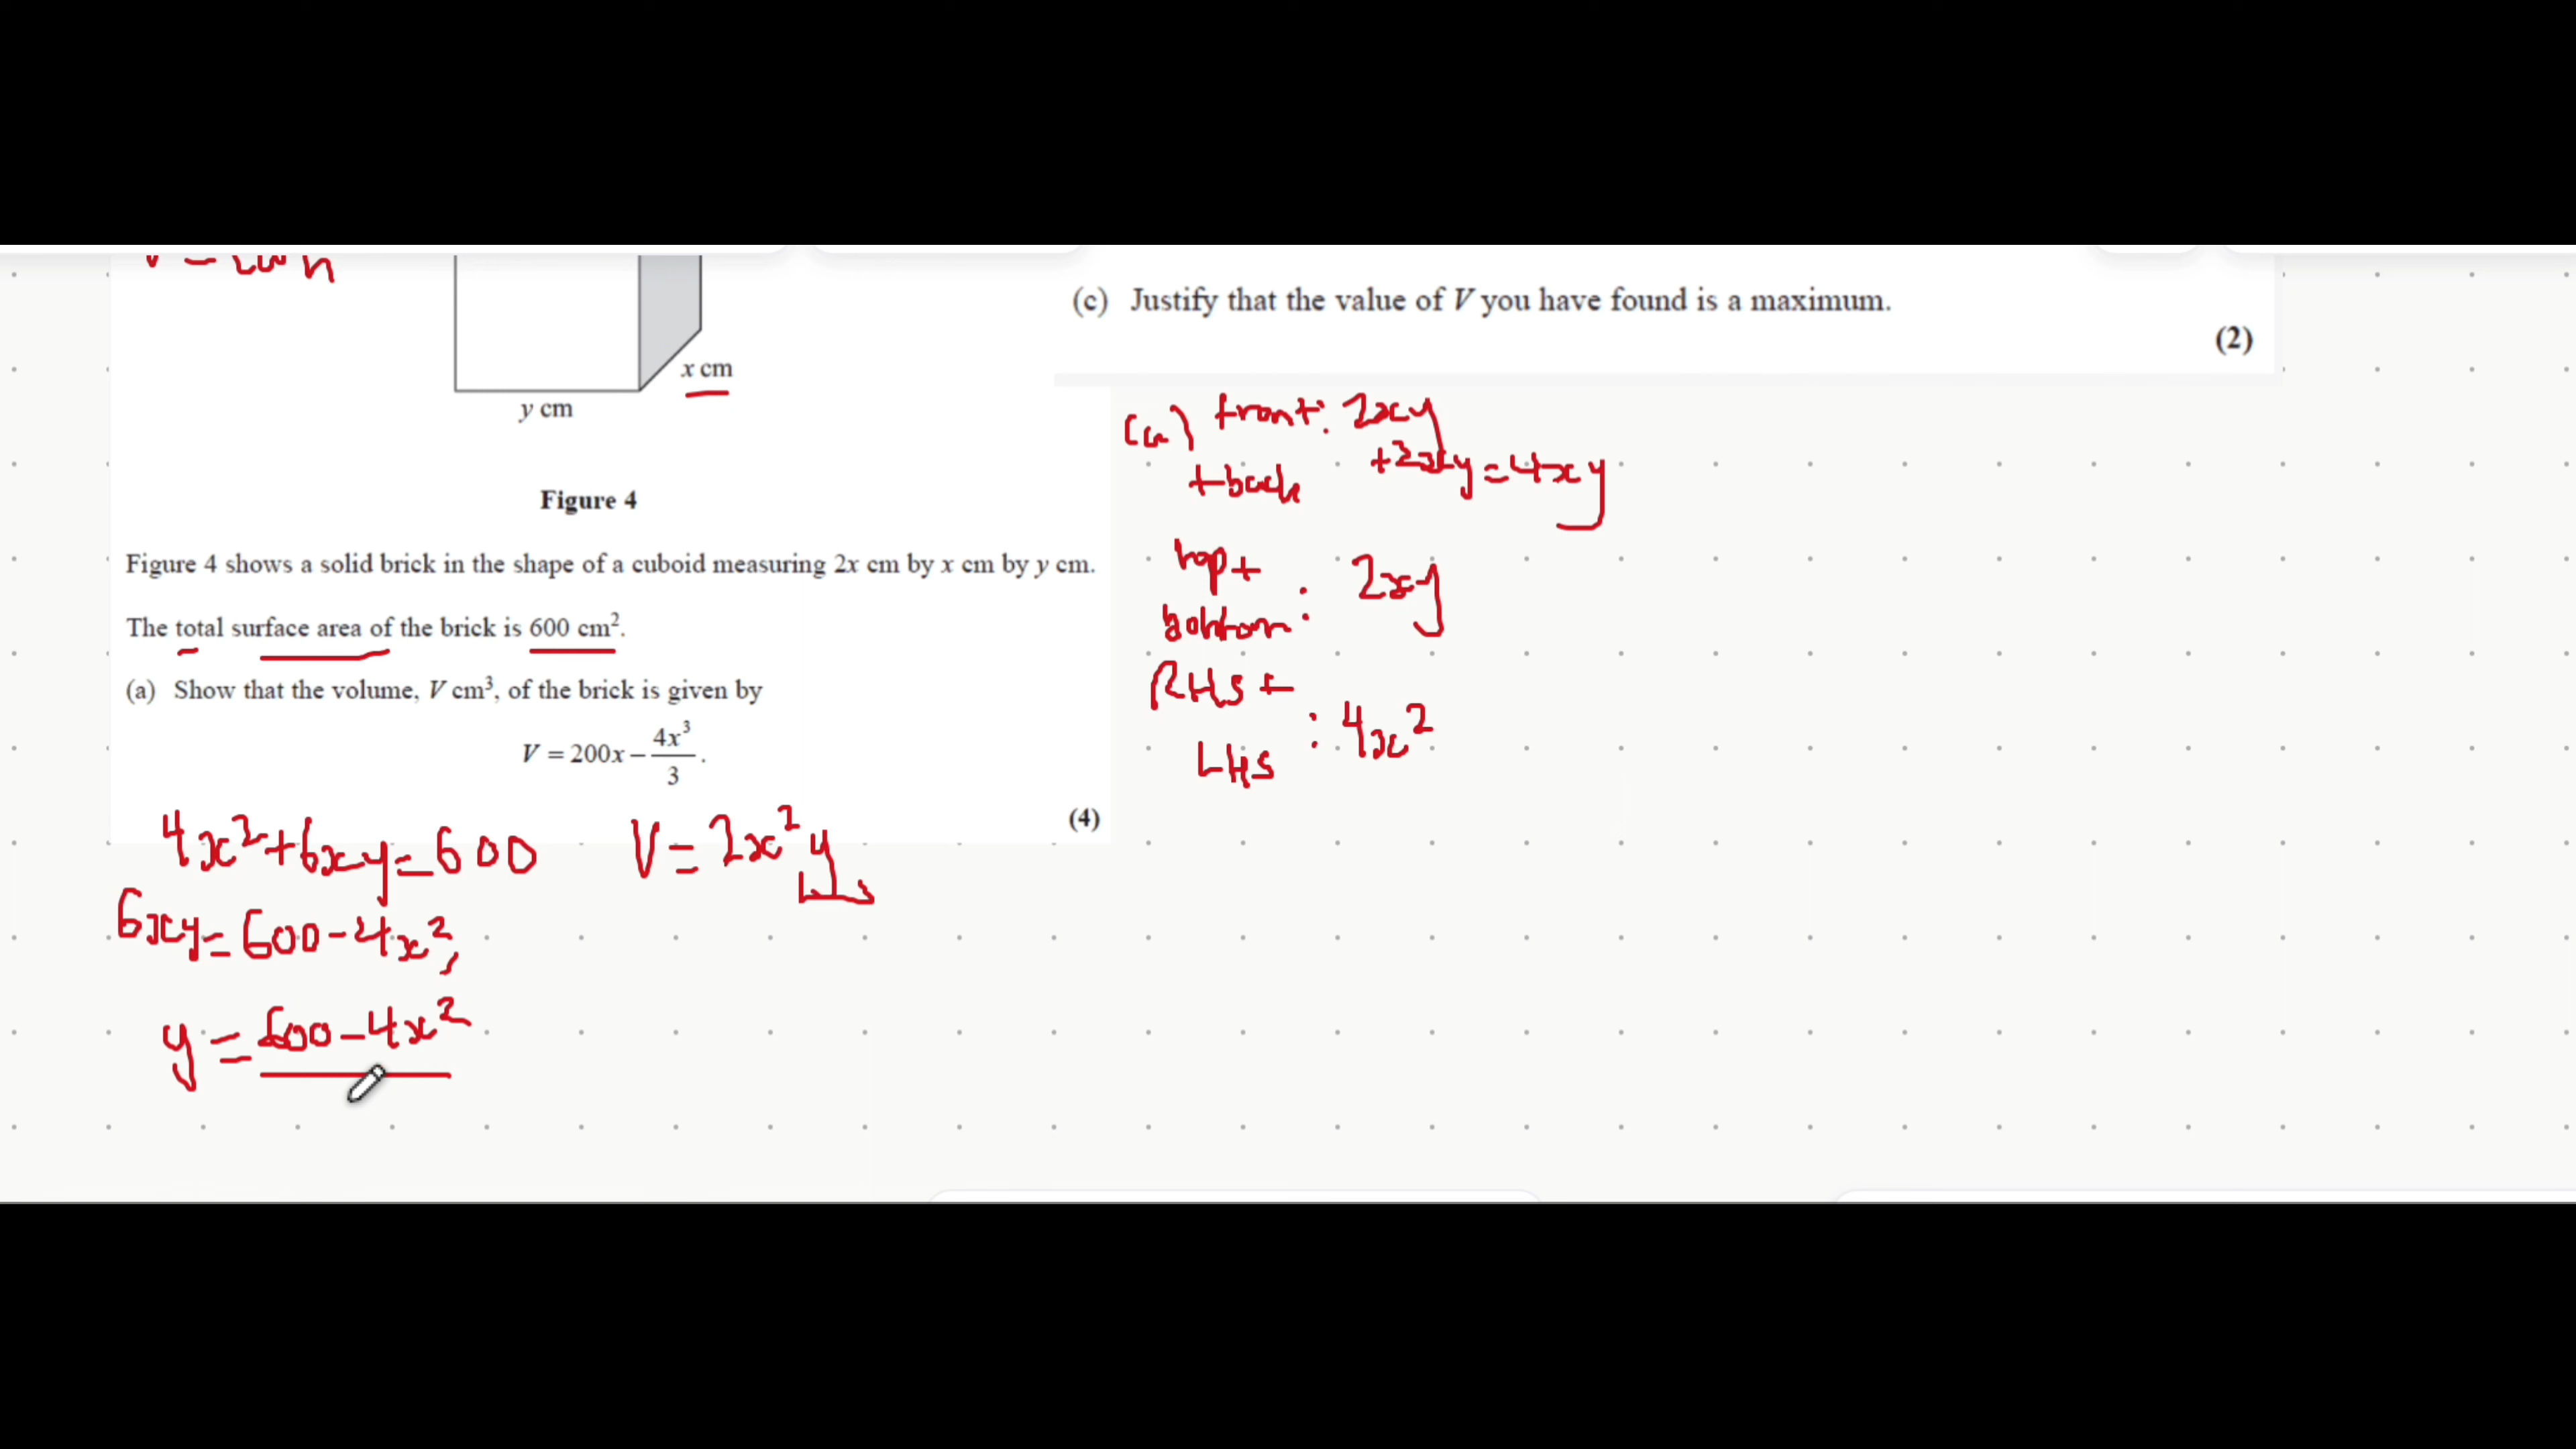 x cm
y cm
Figure 4
Figure 4 shows a solid brick in the shape of a cuboid measuring 2x cm by x cm by y cm.
The total surface area of the brick is 600 cm².
(a) Show that the volume, V cm³, of the brick is given by
V = 200x − 4x³/3 .
(4)
4x²+6xy=600
V=2x²y
6xy=600-4x²,
y=600-4x²
(c) Justify that the value of V you have found is a maximum.
(2)
(a) front: 2xy
+back +2xy=4xy
top+
bottom: 2xy
RHS+
LHS : 4x²